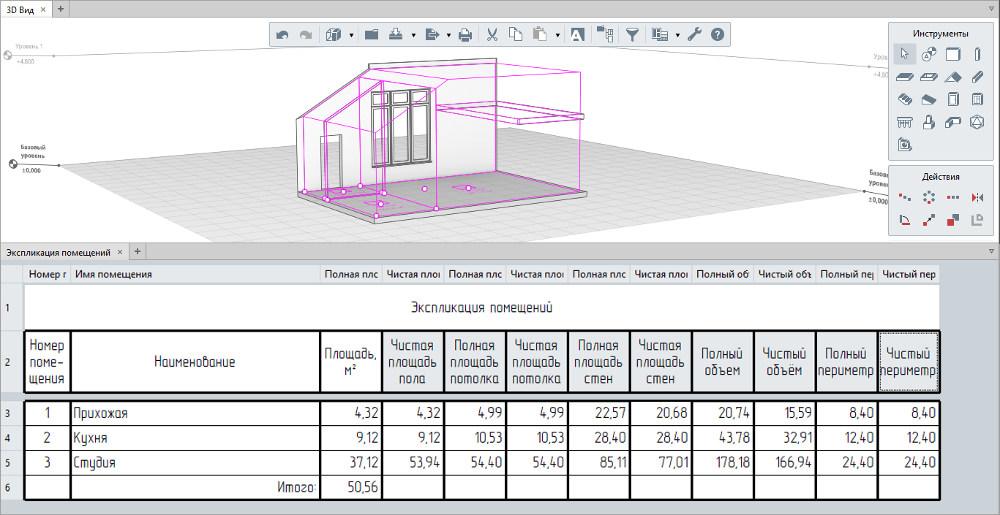 3D Вид
Уровень 1
+4,800
Уров
+4,80
Базовый
уровень
±0,000
Базовы
уровен
±0,000
Инструменты
Действия
Экспликация помещений
Номер г Имя помещения Полная плс Чистая плоι Полная плс Чистая плоι Полная плс Чистая плоι Полный об Чистый объ Полный пер Чистый пер
1 Экспликация помещений
2
Номер поме-щения
Наименование
Площадь, м²
Чистая площадь пола
Полная площадь потолка
Чистая площадь потолка
Полная площадь стен
Чистая площадь стен
Полный объем
Чистый объём
Полный периметр
Чистый периметр
3 1 Прихожая 4,32 4,32 4,99 4,99 22,57 20,68 20,74 15,59 8,40 8,40
4 2 Кухня 9,12 9,12 10,53 10,53 28,40 28,40 43,78 32,91 12,40 12,40
5 3 Студия 37,12 53,94 54,40 54,40 85,11 77,01 178,18 166,94 24,40 24,40
6 Итого: 50,56